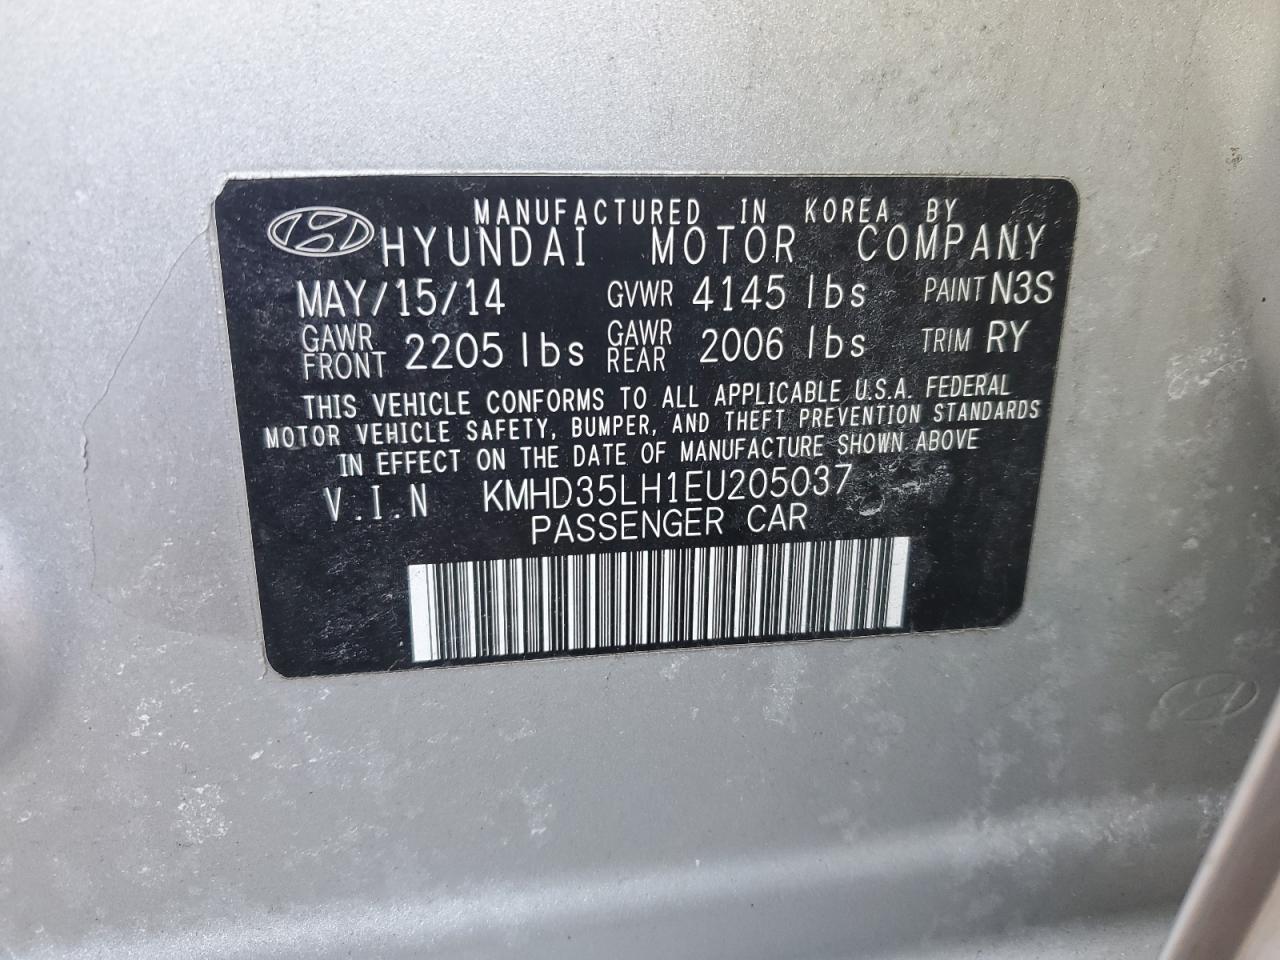 MANUFACTURED IN KOREA BY
HYUNDAI MOTOR COMPANY
MAY/15/14 GVWR 4145 lbs PAINT N3S
GAWR FRONT 2205 lbs GAWR REAR 2006 lbs TRIM RY
THIS VEHICLE CONFORMS TO ALL APPLICABLE U.S.A. FEDERAL
MOTOR VEHICLE SAFETY, BUMPER, AND THEFT PREVENTION STANDARDS
IN EFFECT ON THE DATE OF MANUFACTURE SHOWN ABOVE
V.I.N KMHD35LH1EU205037
PASSENGER CAR